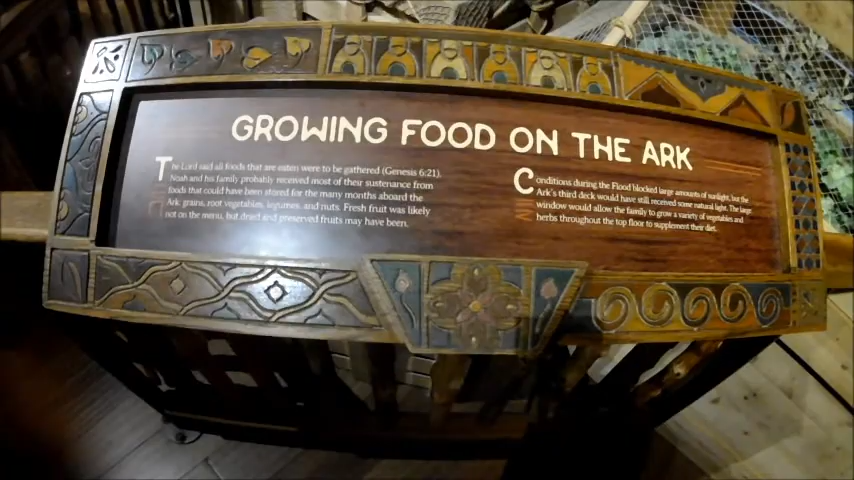 GROWING FOOD ON THE ARK
The Lord said all foods that are eaten were to be gathered (Genesis 6:21).
Noah and his family probably received most of their sustenance from
foods that could have been stored for the many months aboard the
Ark: grains, root vegetables, legumes, and nuts. Fresh fruit was likely
not on the menu, but dried and preserved fruits may have been.
Conditions during the Flood blocked large amounts of sunlight, but the
Ark's third deck would have still received some natural light. The large
window would allow the family to grow a variety of vegetables and
herbs throughout the top floor to supplement their diet.